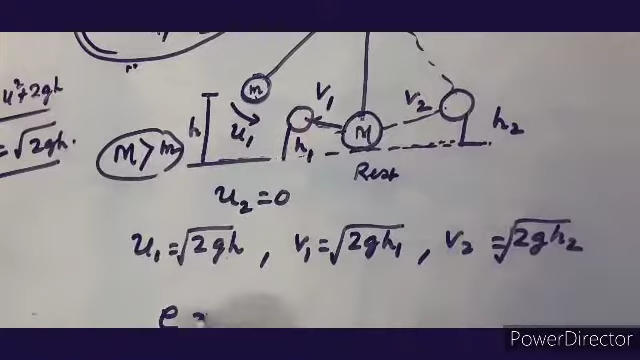 u²+2gh
= √2gh.
m
h
u₁
V₁
h₁
M
V₂
h₂
M > m
Rest
u₂ = 0
u₁ = √2gh , v₁ = √2gh₁ , v₂ = √2gh₂
e =
PowerDirector